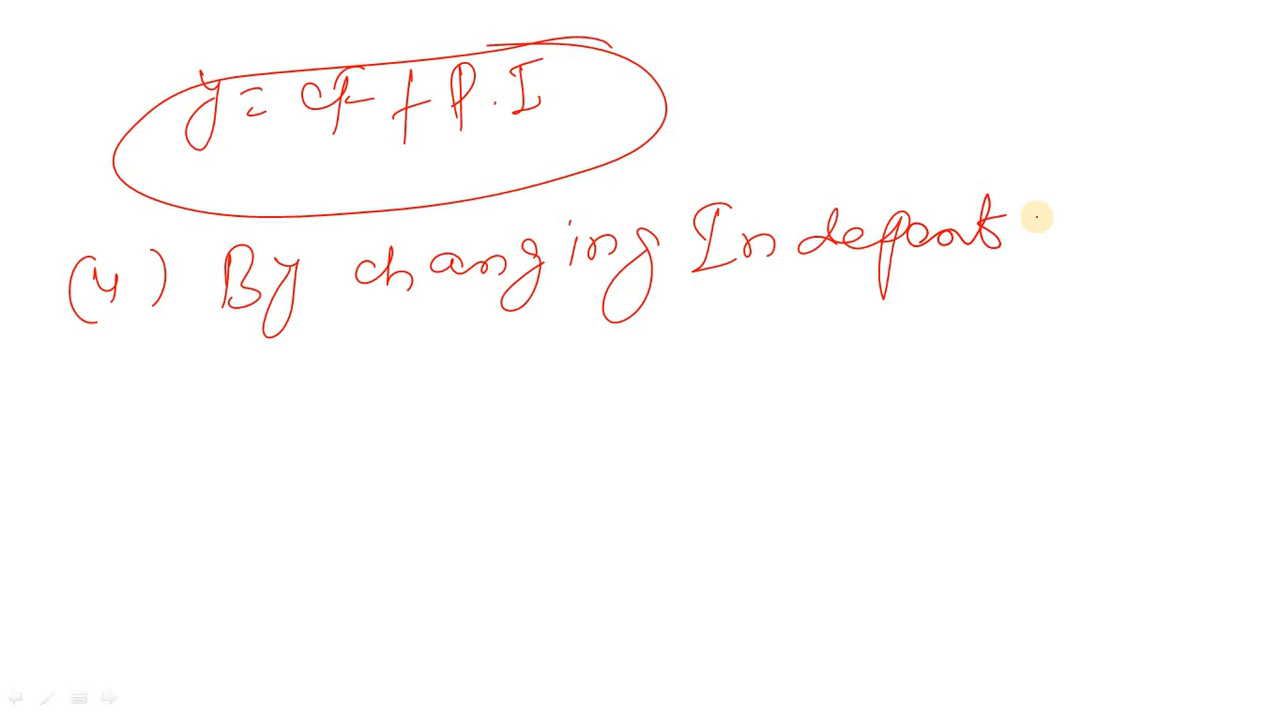 y = CF + P.I
(4) By changing Indepent